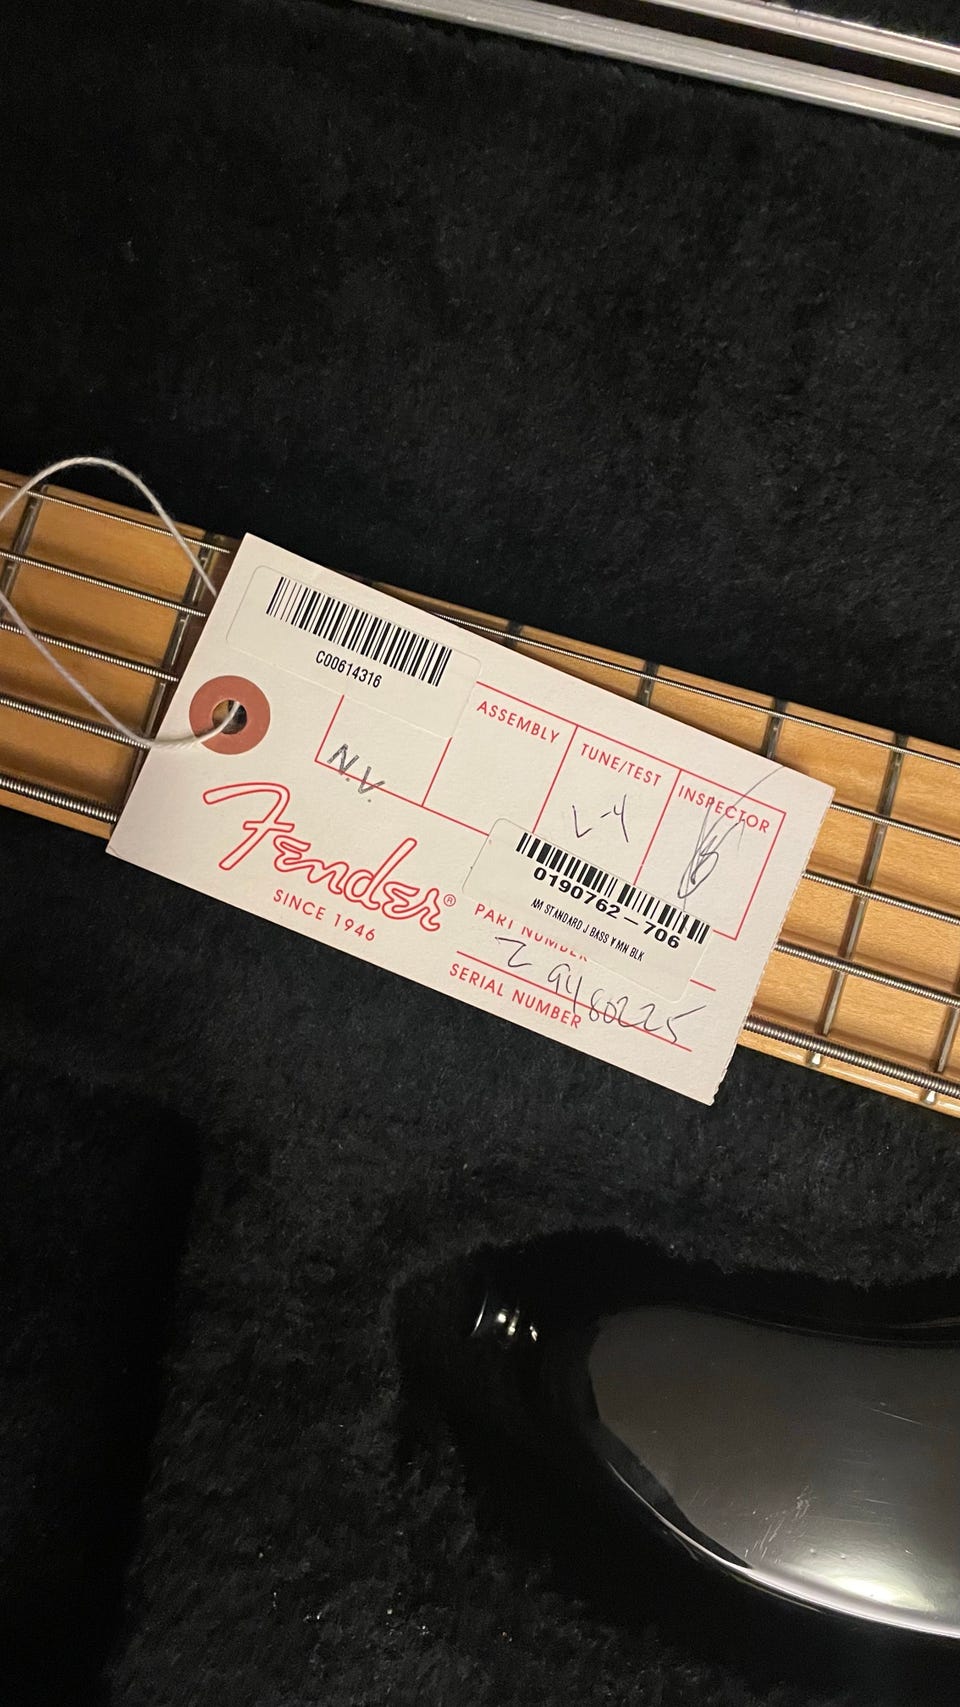 C00614316
ASSEMBLY
TUNE/TEST
INSPECTOR
N.V.
Fender®
SINCE 1946
0190762-706
AM STANDARD J BASS V MN BLK
PART NUMBER
Z9480225
SERIAL NUMBER